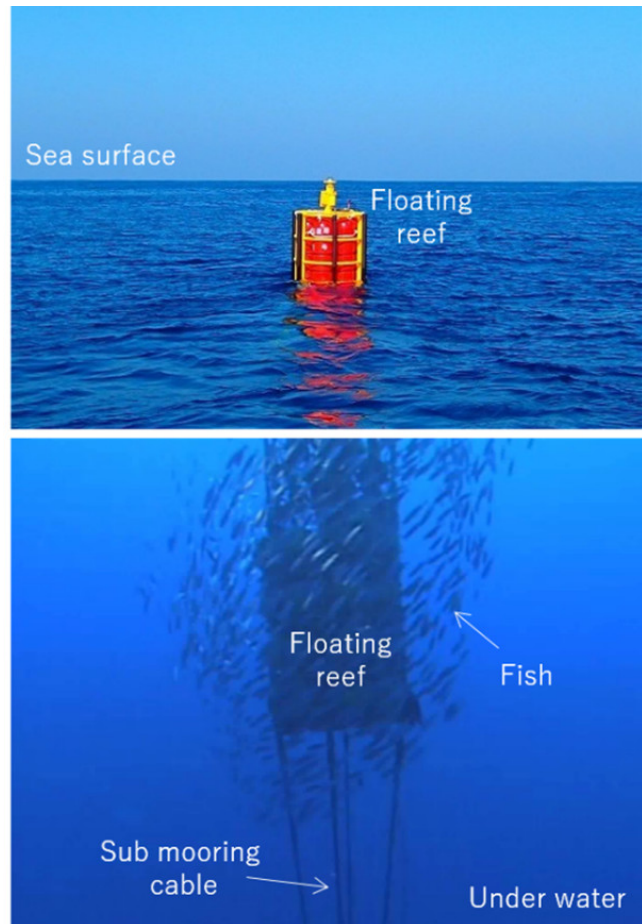 Sea surface
Floating
reef
Floating
reef
Fish
Sub mooring
cable
Under water